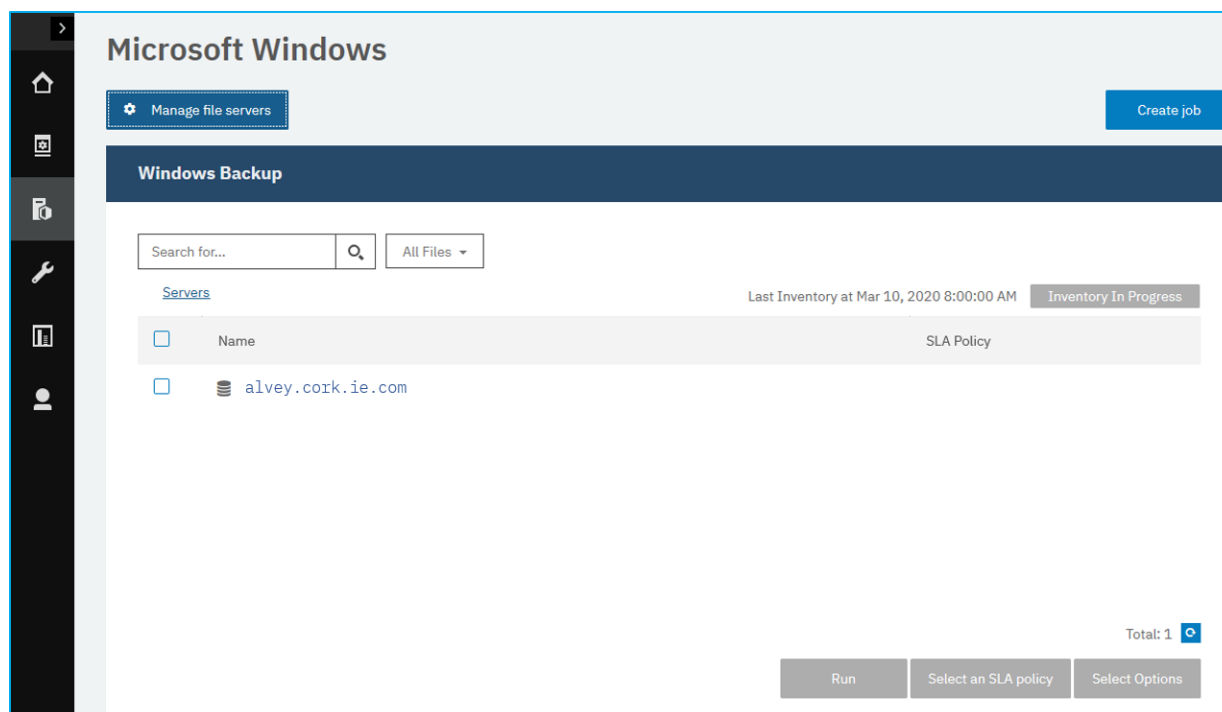 Microsoft Windows
Manage file servers
Create job
Windows Backup
Search for...
All Files
Servers
Last Inventory at Mar 10, 2020 8:00:00 AM
Inventory In Progress
Name
SLA Policy
alvey.cork.ie.com
Total: 1
Run
Select an SLA policy
Select Options